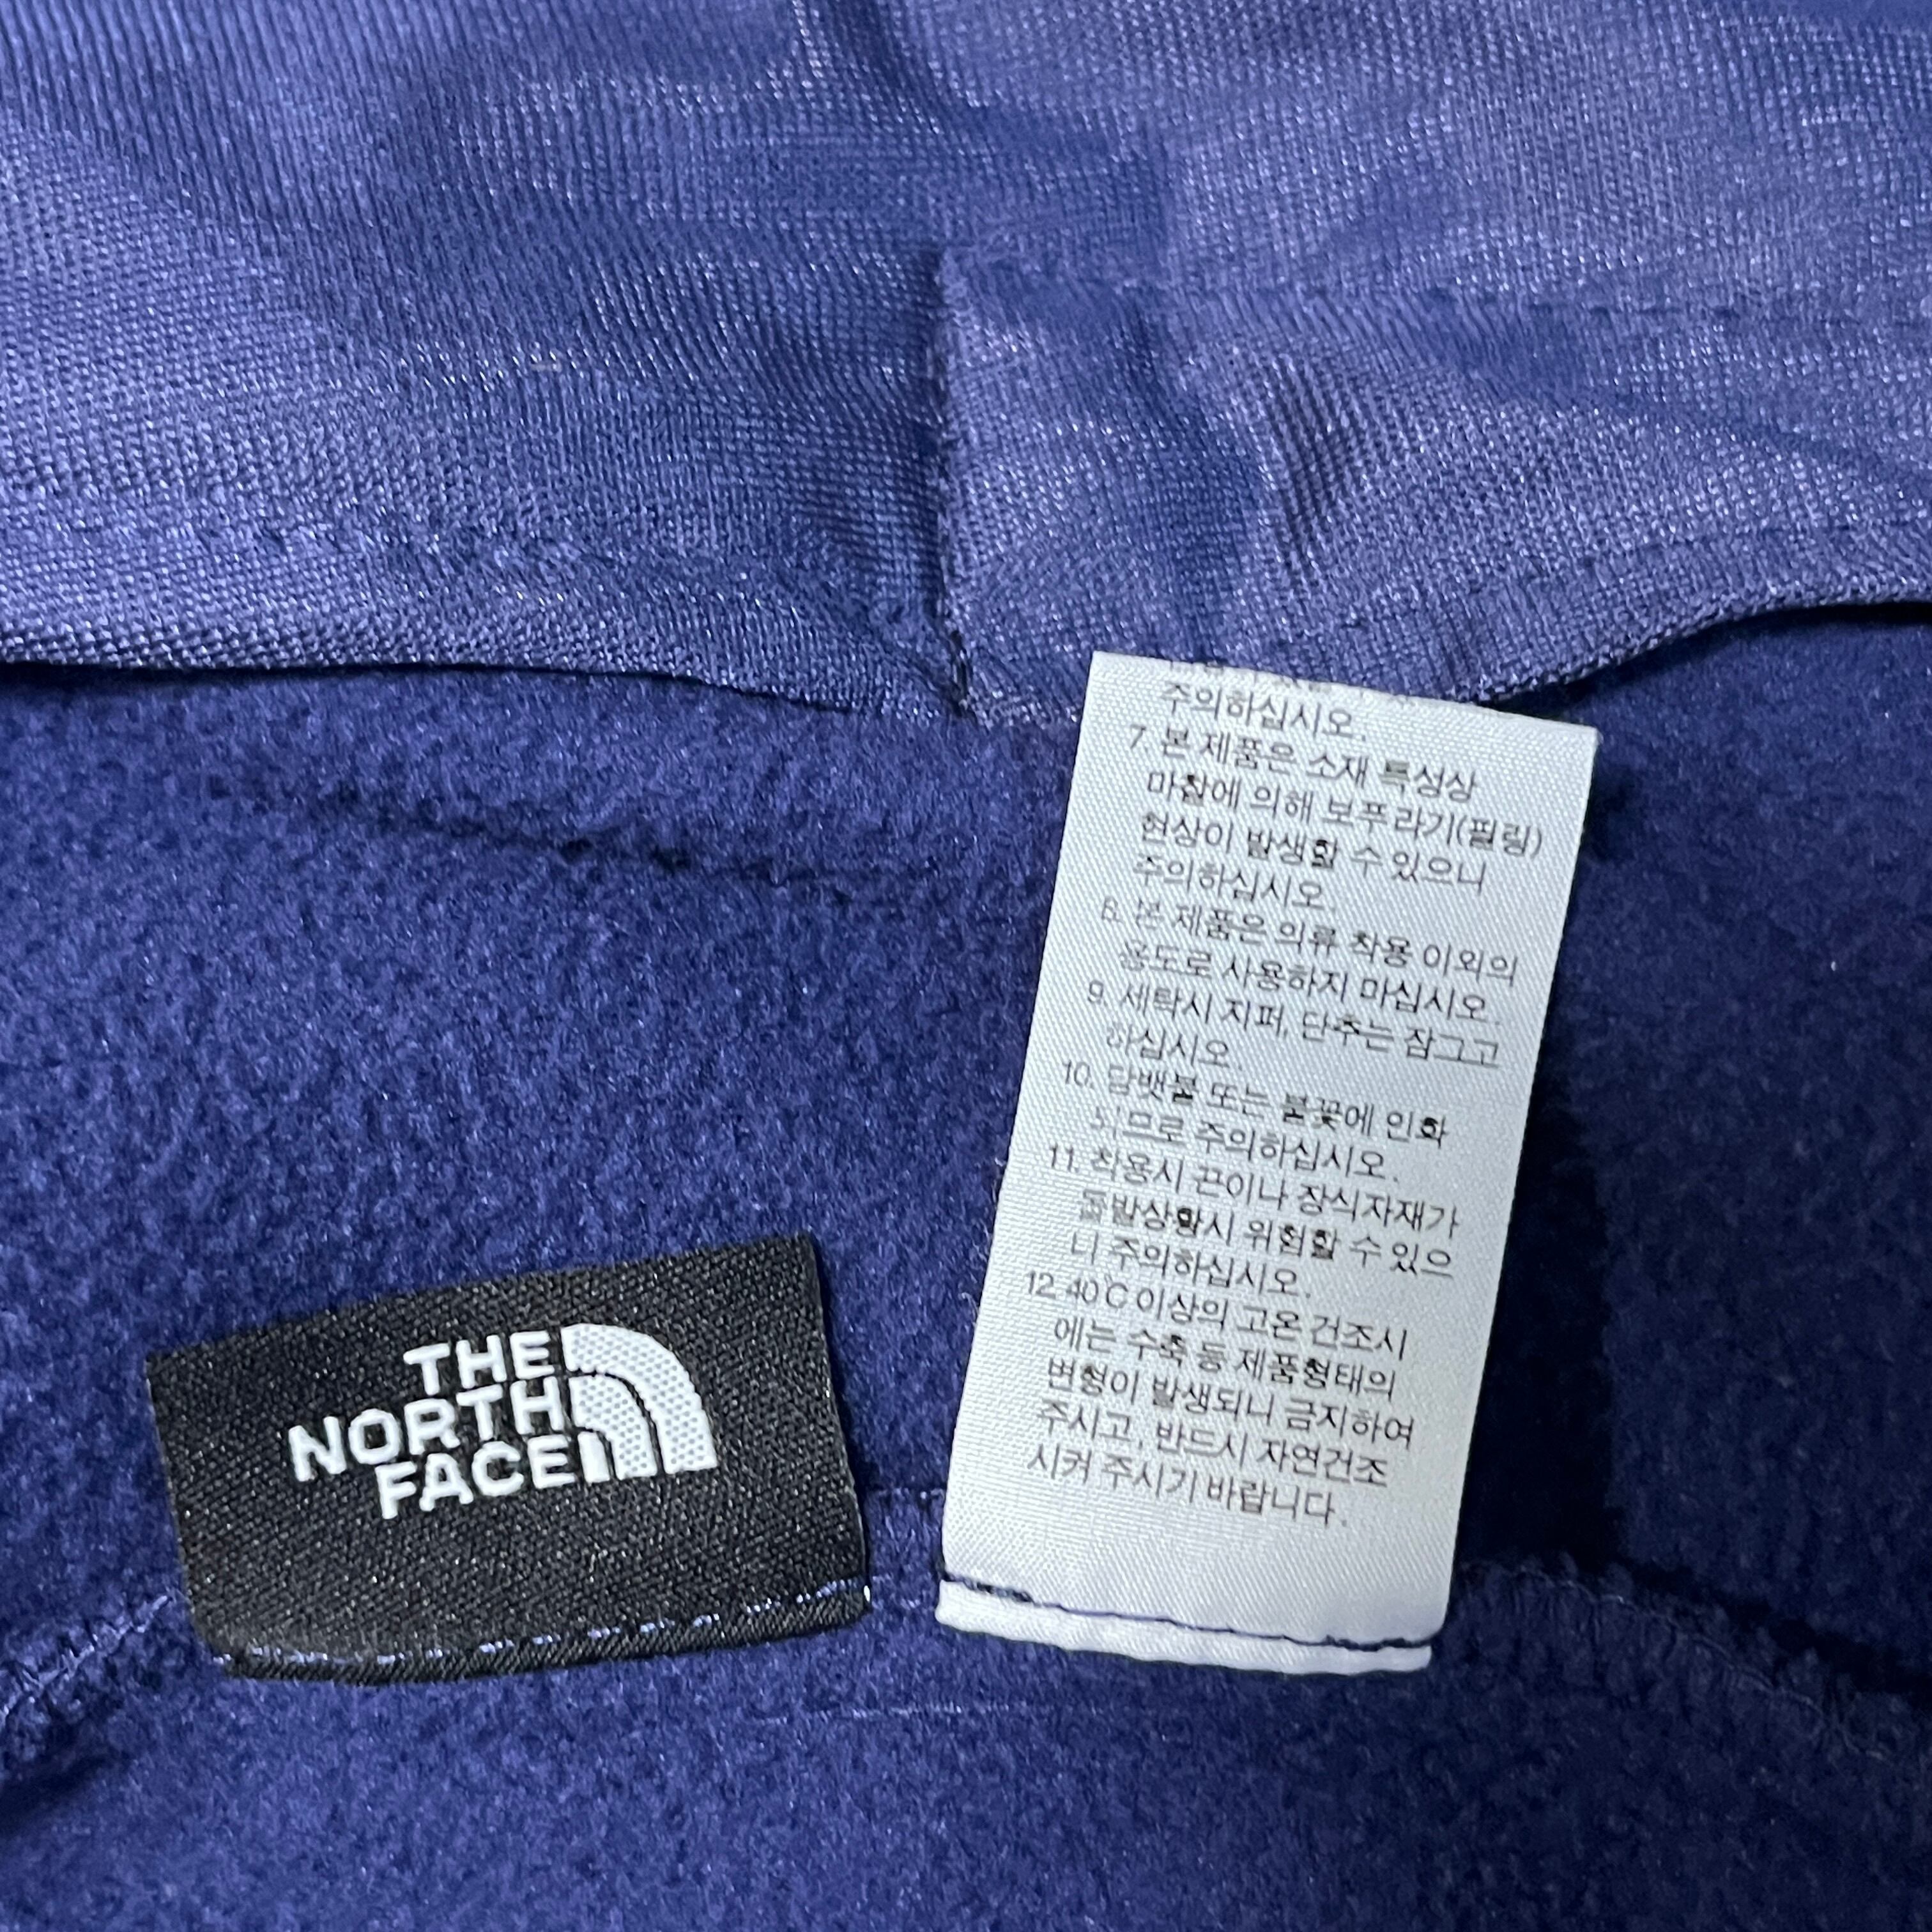 THE
NORTH
FACE
주의하십시오.
7. 본 제품은 소재 특성상
마찰에 의해 보푸라기(필링)
현상이 발생할 수 있으니
주의하십시오.
8. 본 제품은 의류 착용 이외의
용도로 사용하지 마십시오.
9. 세탁시 지퍼, 단추는 잠그고
하십시오.
10. 담뱃불 또는 불꽃에 인화
되므로 주의하십시오.
11. 착용시 끈이나 장식자재가
돌발상황시 위험할 수 있으
니 주의하십시오.
12. 40℃이상의 고온 건조시
에는 수축 등 제품형태의
변형이 발생되니 금지하여
주시고, 반드시 자연건조
시켜 주시기 바랍니다.